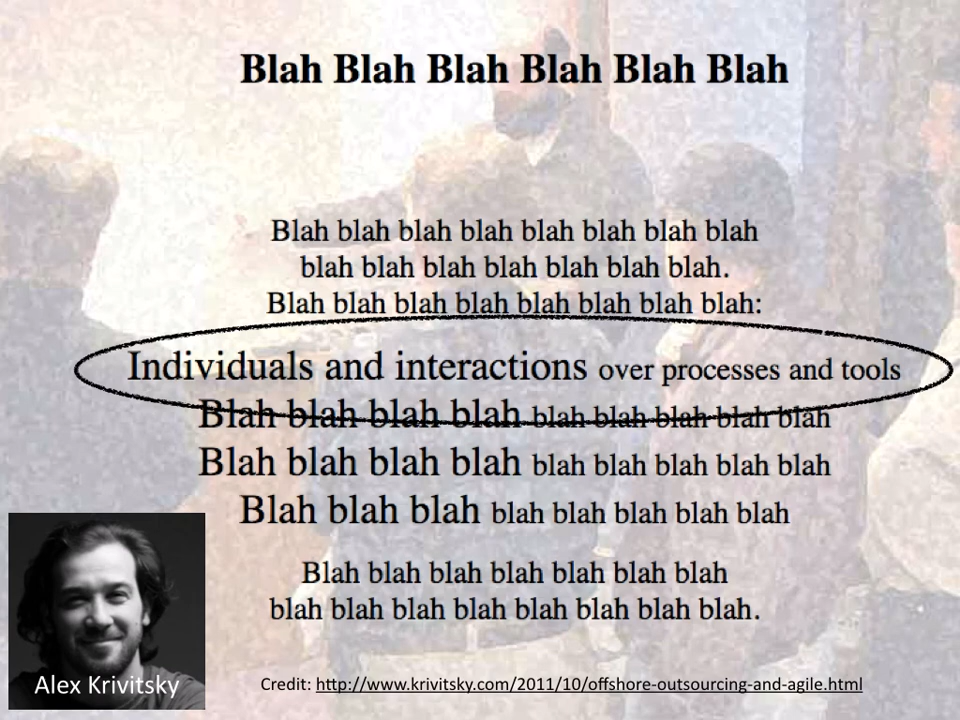 Blah Blah Blah Blah Blah Blah
Blah blah blah blah blah blah blah blah
blah blah blah blah blah blah blah.
Blah blah blah blah blah blah blah blah:
Individuals and interactions over processes and tools
Blah blah blah blah blah blah blah blah blah
Blah blah blah blah blah blah blah blah blah
Blah blah blah blah blah blah blah blah
Blah blah blah blah blah blah blah
blah blah blah blah blah blah blah blah.
Alex Krivitsky
Credit: http://www.krivitsky.com/2011/10/offshore-outsourcing-and-agile.html